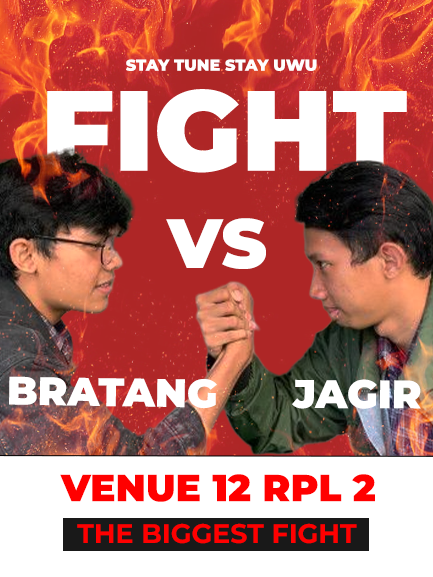 STAY TUNE STAY UWU
FIGHT
VS
BRATANG JAGIR
VENUE 12 RPL 2
THE BIGGEST FIGHT